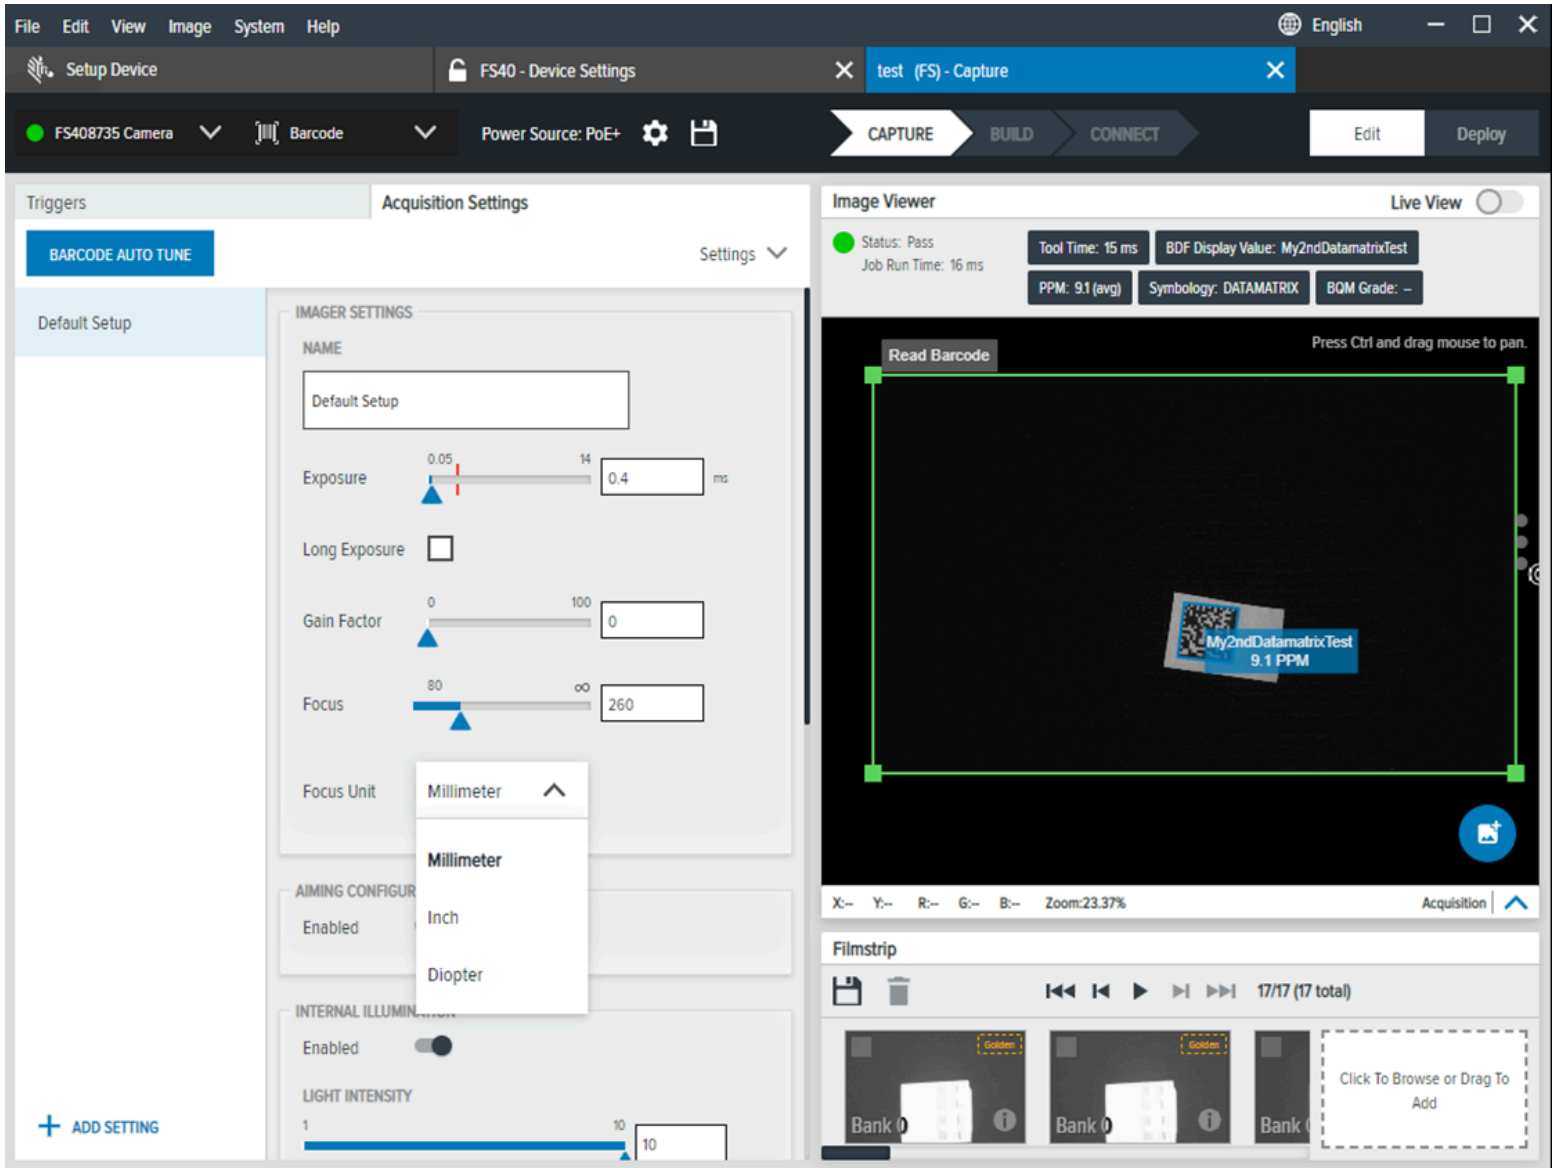 File Edit View Image System Help English
Setup Device FS40 - Device Settings test (FS) - Capture
FS408735 Camera Barcode Power Source: PoE+ CAPTURE BUILD CONNECT Edit Deploy
Triggers Acquisition Settings
BARCODE AUTO TUNE Settings
Default Setup
IMAGER SETTINGS
NAME
Default Setup
0.05 14
Exposure 0.4 ms
Long Exposure
0 100
Gain Factor 0
80 ∞
Focus 260
Focus Unit Millimeter
Millimeter
Inch
Diopter
AIMING CONFIGUR
Enabled
INTERNAL ILLUMIN
Enabled
LIGHT INTENSITY
1 10
10
ADD SETTING
Image Viewer Live View
Status: Pass
Job Run Time: 16 ms
Tool Time: 15 ms BDF Display Value: My2ndDatamatrixTest
PPM: 9.1 (avg) Symbology: DATAMATRIX BQM Grade: –
Press Ctrl and drag mouse to pan.
Read Barcode
My2ndDatamatrixTest
9.1 PPM
X:-- Y:-- R:-- G:-- B:-- Zoom:23.37% Acquisition
Filmstrip
17/17 (17 total)
Golden Golden
Bank 0 Bank 0 Bank
Click To Browse or Drag To
Add